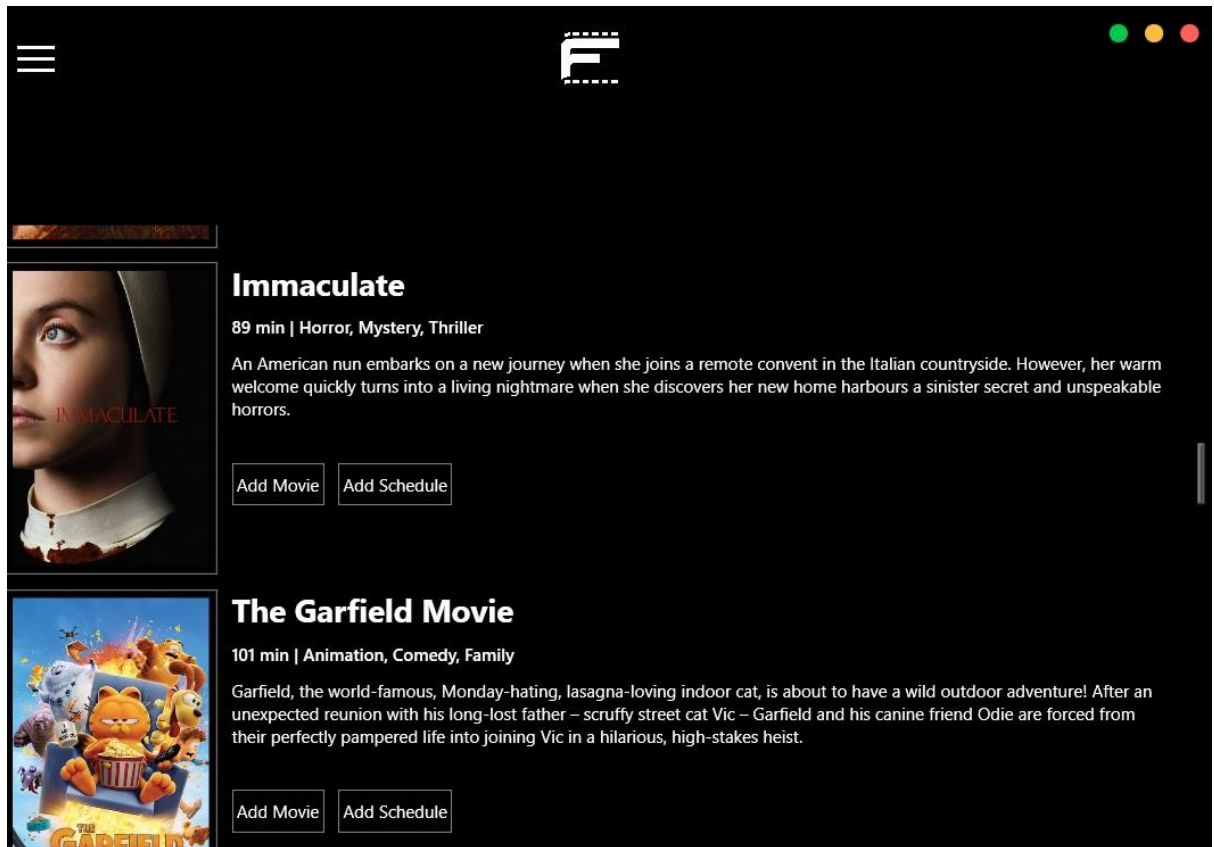 F
Immaculate
89 min | Horror, Mystery, Thriller
An American nun embarks on a new journey when she joins a remote convent in the Italian countryside. However, her warm
welcome quickly turns into a living nightmare when she discovers her new home harbours a sinister secret and unspeakable
horrors.
IMMACULATE
Add Movie Add Schedule
The Garfield Movie
101 min | Animation, Comedy, Family
Garfield, the world-famous, Monday-hating, lasagna-loving indoor cat, is about to have a wild outdoor adventure! After an
unexpected reunion with his long-lost father – scruffy street cat Vic – Garfield and his canine friend Odie are forced from
their perfectly pampered life into joining Vic in a hilarious, high-stakes heist.
Add Movie Add Schedule
THE
GARFIELD